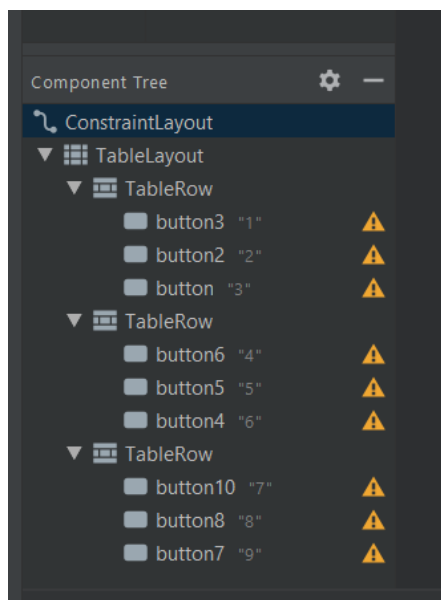 Component Tree
ConstraintLayout
TableLayout
TableRow
button3 "1"
button2 "2"
button "3"
TableRow
button6 "4"
button5 "5"
button4 "6"
TableRow
button10 "7"
button8 "8"
button7 "9"